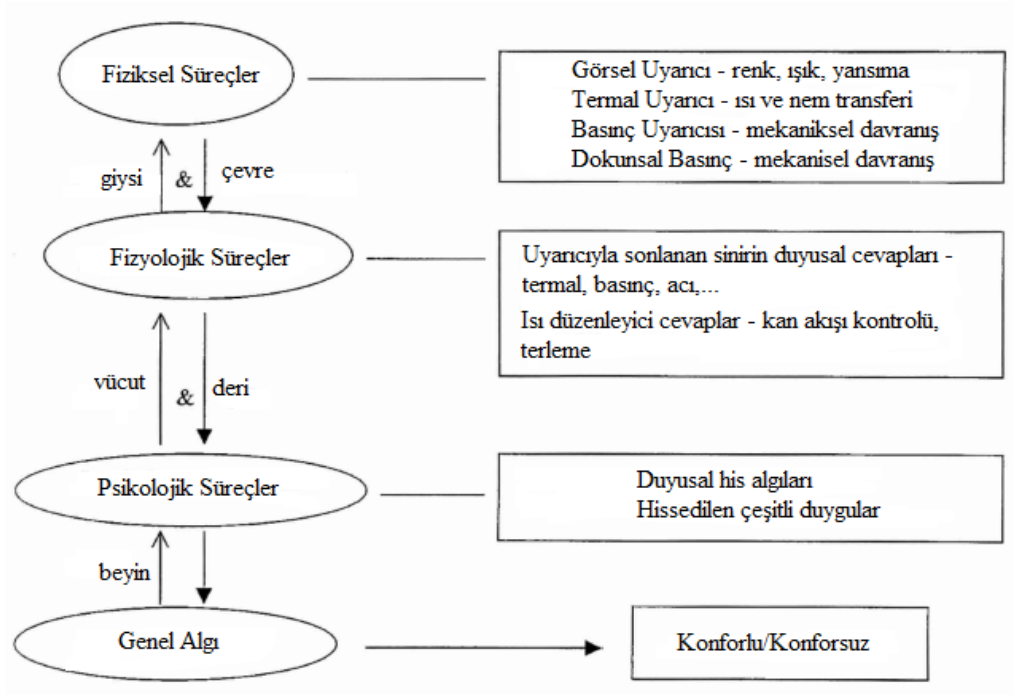 Fiziksel Süreçler
Görsel Uyarıcı - renk, ışık, yansıma
Termal Uyarıcı - ısı ve nem transferi
Basınç Uyarıcısı - mekaniksel davranış
Dokunsal Basınç - mekanisel davranış
giysi & çevre
Fizyolojik Süreçler
Uyarıcıyla sonlanan sinirin duyusal cevapları -
termal, basınç, acı,...
Isı düzenleyici cevaplar - kan akışı kontrolü,
terleme
vücut & deri
Psikolojik Süreçler
Duyusal his algıları
Hissedilen çeşitli duygular
beyin
Genel Algı
Konforlu/Konforsuz